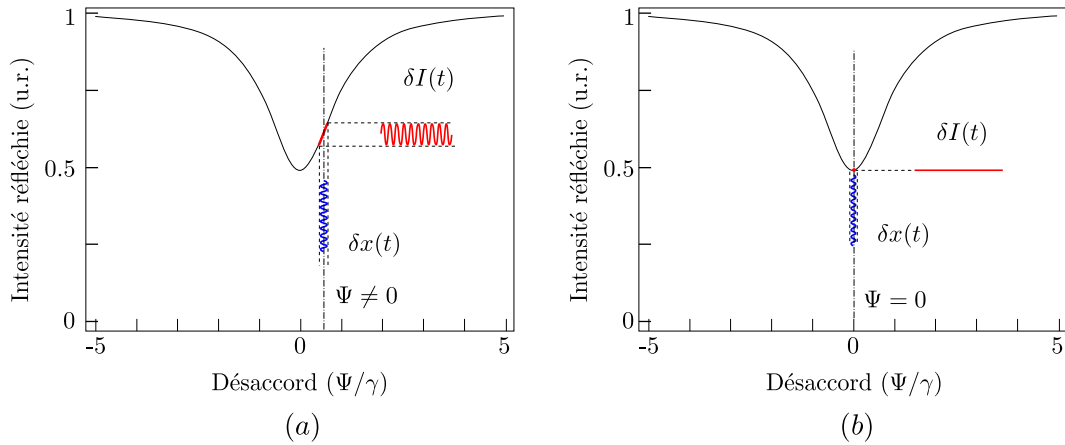 Intensité réfléchie (u.r.)
1
0.5
0
-5
0
5
δI(t)
δx(t)
Ψ ≠ 0
Désaccord (Ψ/γ)
(a)
Intensité réfléchie (u.r.)
1
0.5
0
-5
0
5
δI(t)
δx(t)
Ψ = 0
Désaccord (Ψ/γ)
(b)